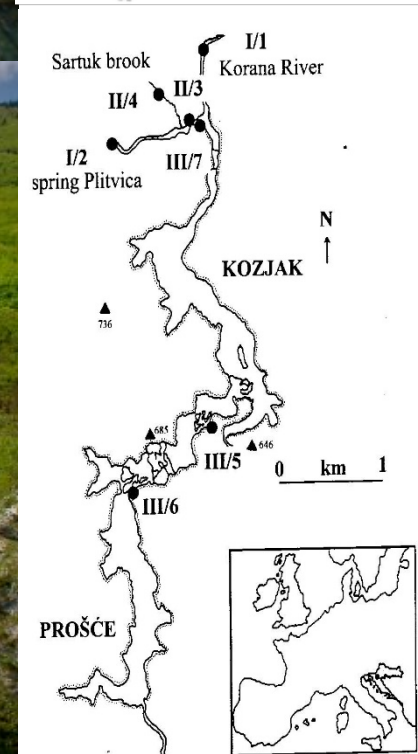 I/1
Sartuk brook
Korana River
II/4
II/3
I/2
III/7
spring Plitvica
N
KOZJAK
736
685
646
III/5
0 km 1
III/6
PROŠĆE